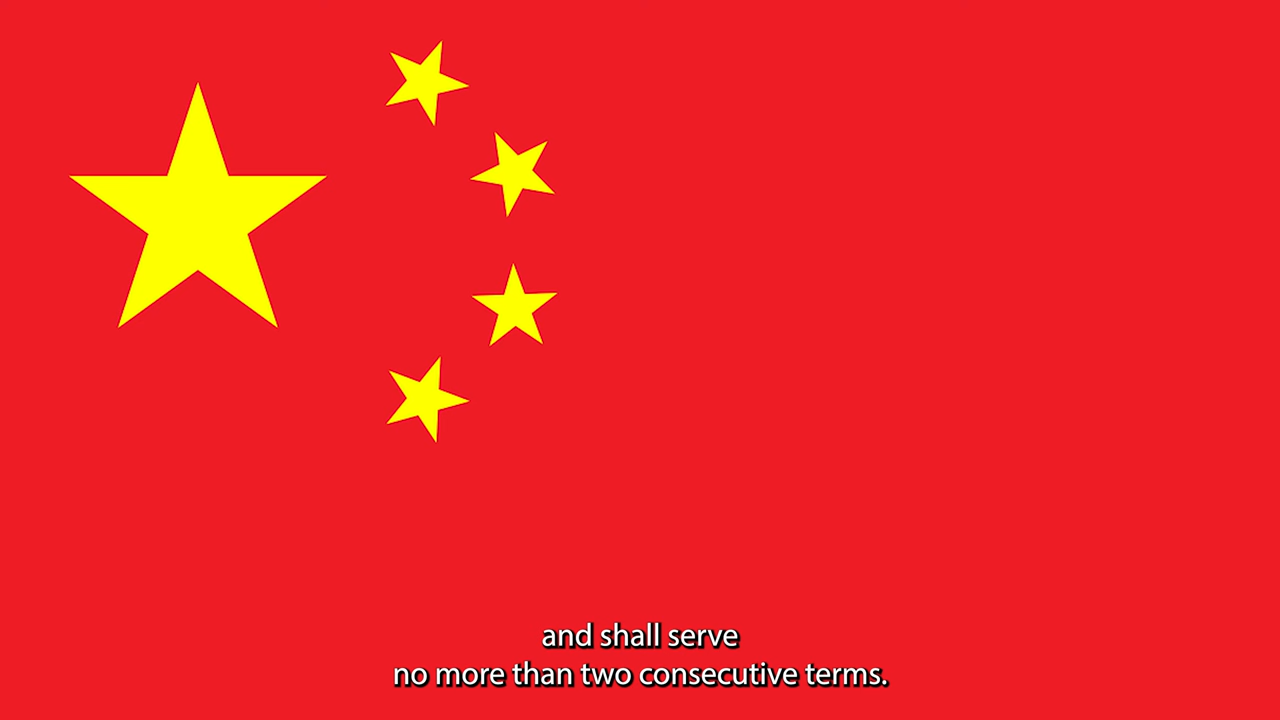 and shall serve
no more than two consecutive terms.